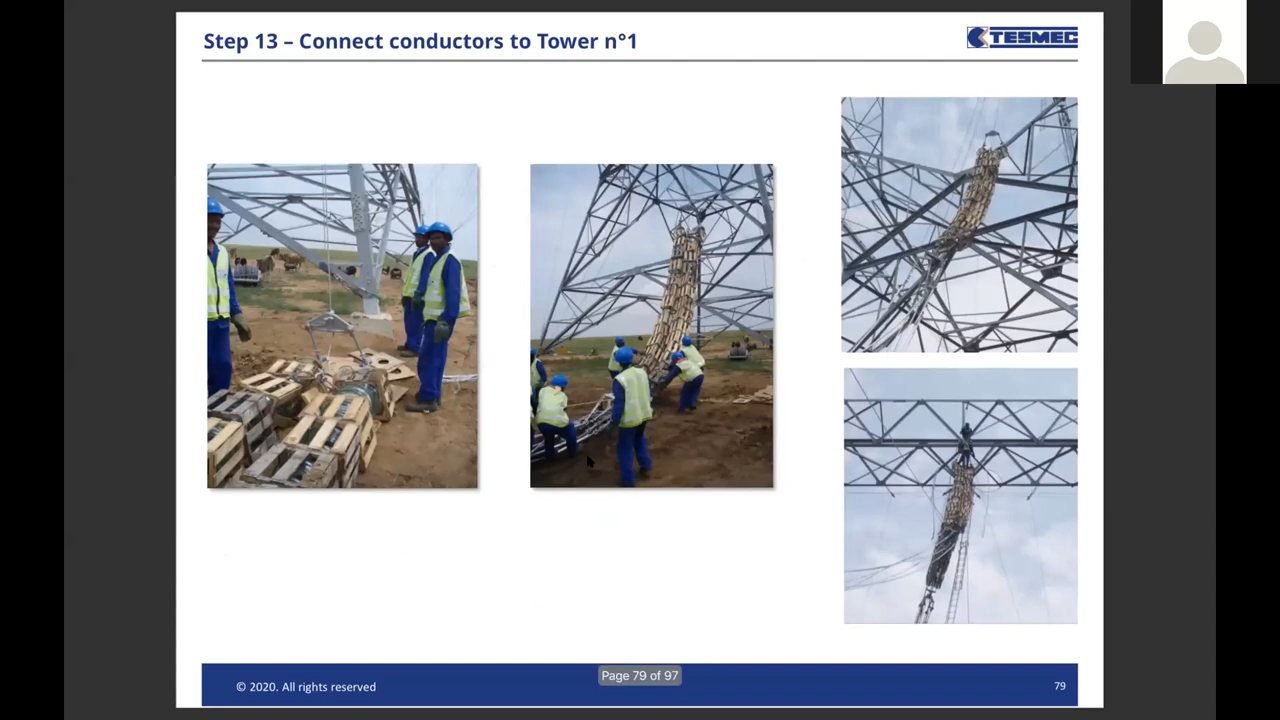 Step 13 – Connect conductors to Tower n°1
TESMEC
© 2020. All rights reserved
Page 79 of 97
79